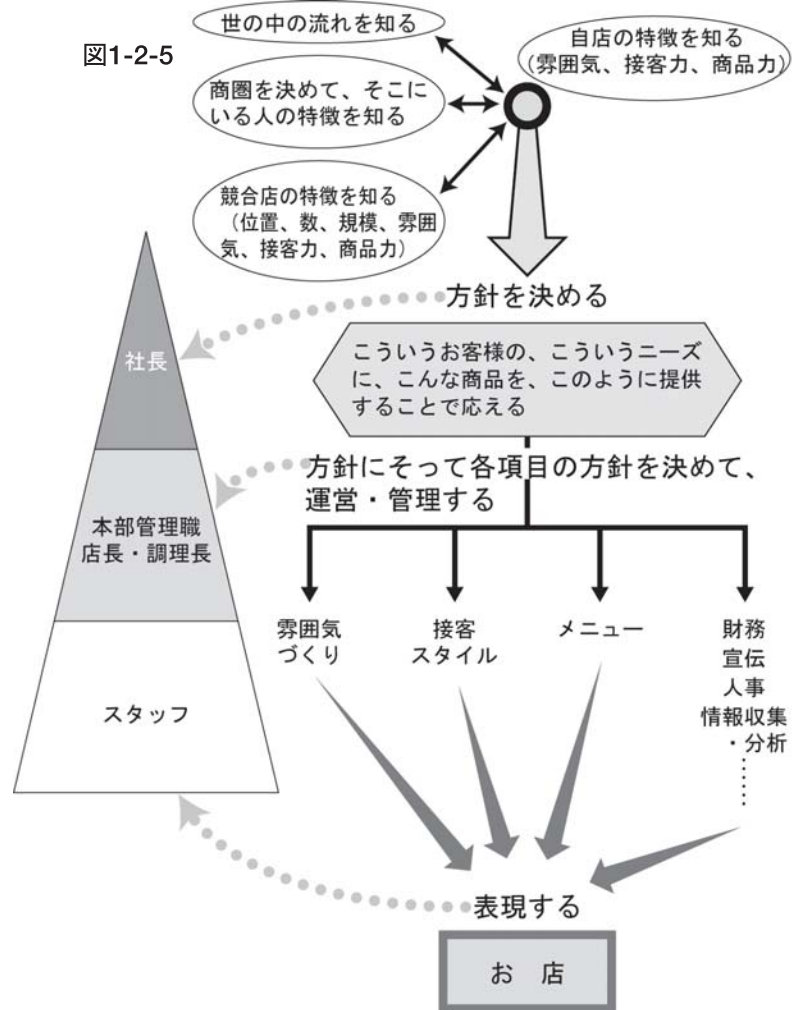 図1-2-5
世の中の流れを知る
自店の特徴を知る
(雰囲気、接客力、商品力)
商圏を決めて、そこに
いる人の特徴を知る
競合店の特徴を知る
(位置、数、規模、雰囲
気、接客力、商品力)
方針を決める
こういうお客様の、こういうニーズ
に、こんな商品を、このように提供
することで応える
方針にそって各項目の方針を決めて、
運営・管理する
社長
本部管理職
店長・調理長
スタッフ
雰囲気
づくり
接客
スタイル
メニュー
財務
宣伝
人事
情報収集
・分析
……
表現する
お 店